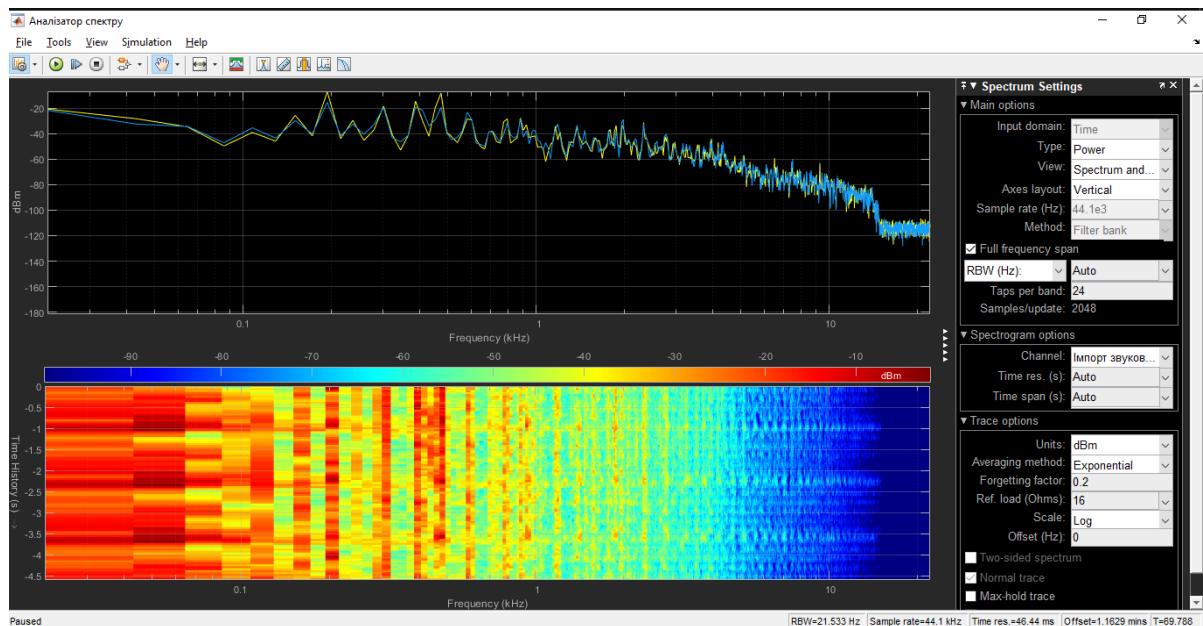 Аналізатор спектру
File Tools View Simulation Help
-20
-40
-60
-80
-100
-120
-140
-160
-180
dBm
0.1 1 10
Frequency (kHz)
-90 -80 -70 -60 -50 -40 -30 -20 -10
dBm
0
-0.5
-1
-1.5
-2
-2.5
-3
-3.5
-4
-4.5
Time History (s) →
0.1 1 10
Frequency (kHz)
Spectrum Settings
Main options
Input domain: Time
Type: Power
View: Spectrum and...
Axes layout: Vertical
Sample rate (Hz): 44.1e3
Method: Filter bank
Full frequency span
RBW (Hz): Auto
Taps per band: 24
Samples/update: 2048
Spectrogram options
Channel: Імпорт звуков...
Time res. (s): Auto
Time span (s): Auto
Trace options
Units: dBm
Averaging method: Exponential
Forgetting factor: 0.2
Ref. load (Ohms): 16
Scale: Log
Offset (Hz): 0
Two-sided spectrum
Normal trace
Max-hold trace
Paused
RBW=21.533 Hz Sample rate=44.1 kHz Time res.=46.44 ms Offset=1.1629 mins T=69.788